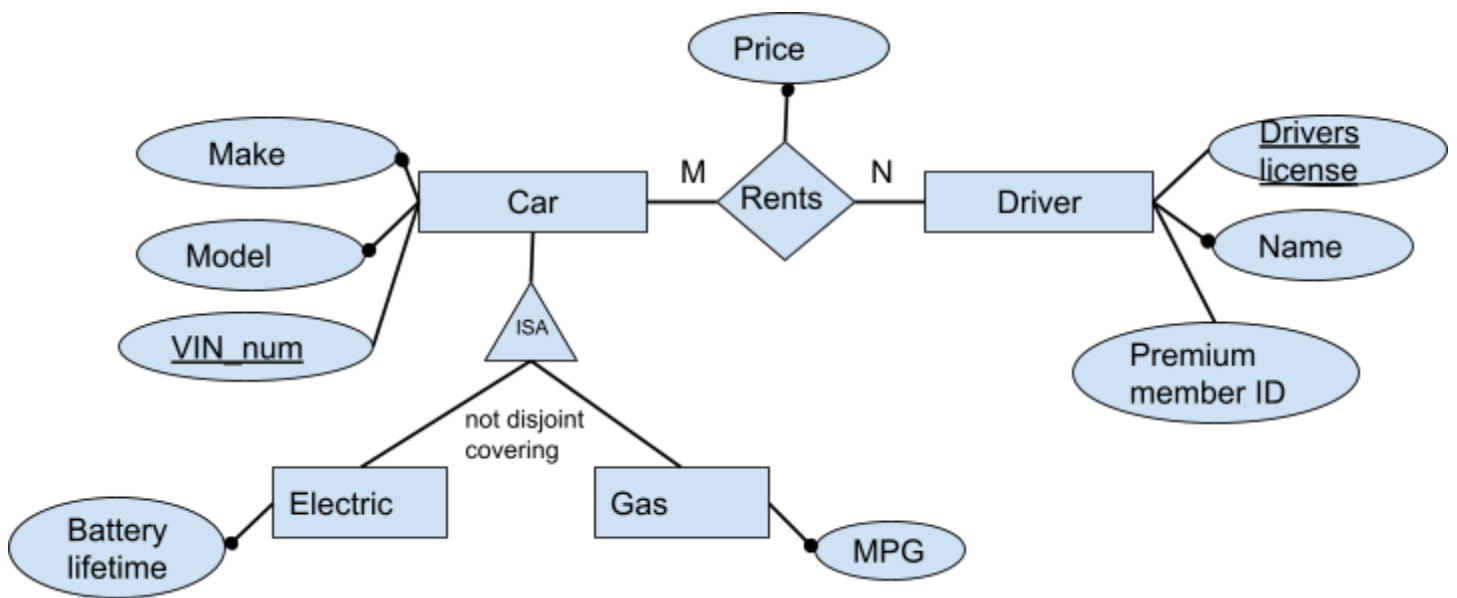 Price
Make
Drivers
license
M
N
Car
Rents
Driver
Model
Name
ISA
VIN_num
Premium
member ID
not disjoint
covering
Electric
Gas
Battery
lifetime
MPG